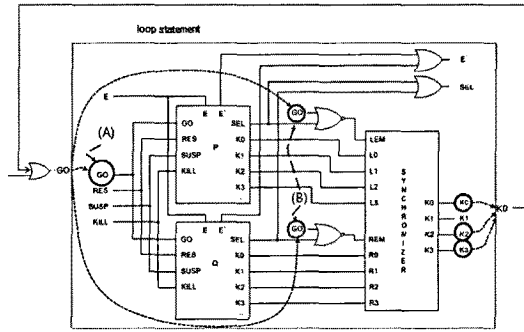 loop statement
E
SEL
E
E E'
GO
SEL
GO
(A)
RES
K0
LEM
P
SUSP
K1
L0
GO
GO
KILL
K2
L1
RES
K3
L2
SUSP
L3
KILL
(B)
SYNCHRONIZER
K0
K0
K0
E E'
GO
K1
K1
GO
SEL
REM
K2
K2
RES
K0
R0
K3
K3
Q
SUSP
K1
R1
KILL
K2
R2
K3
R3